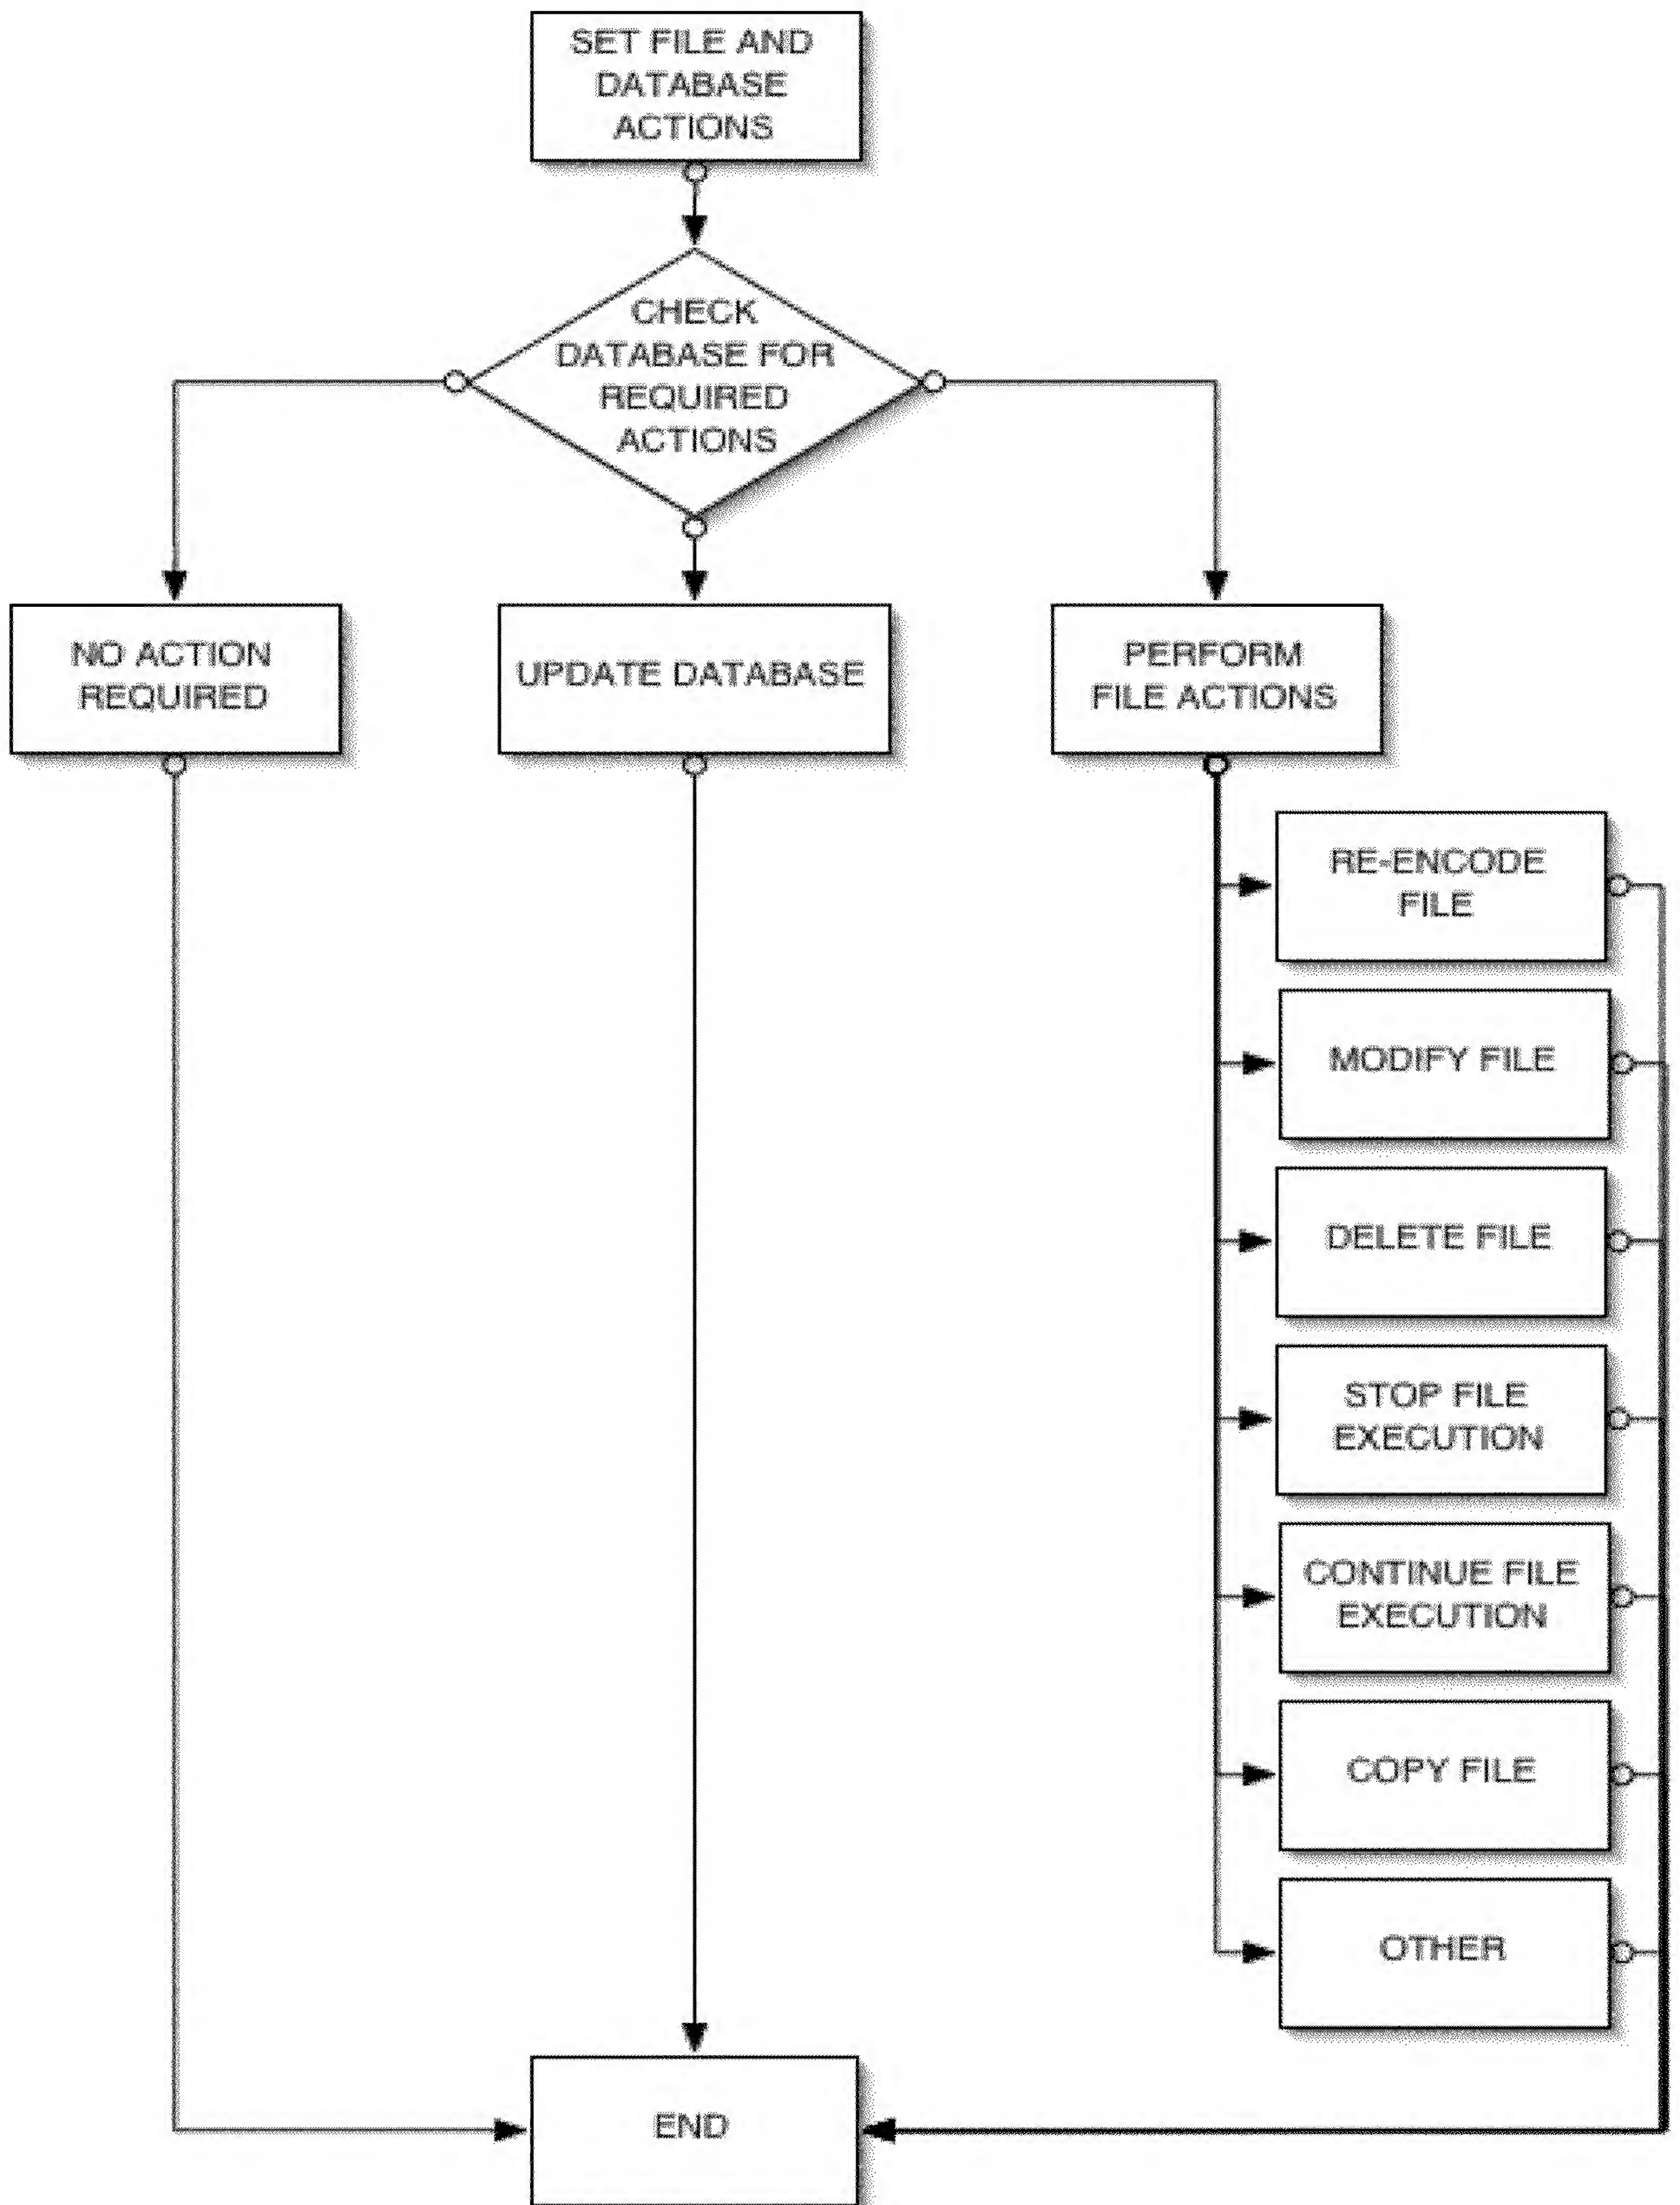 SET FILE AND
DATABASE
ACTIONS
CHECK
DATABASE FOR
REQUIRED
ACTIONS
NO ACTION
REQUIRED
UPDATE DATABASE
PERFORM
FILE ACTIONS
RE-ENCODE
FILE
MODIFY FILE
DELETE FILE
STOP FILE
EXECUTION
CONTINUE FILE
EXECUTION
COPY FILE
OTHER
END